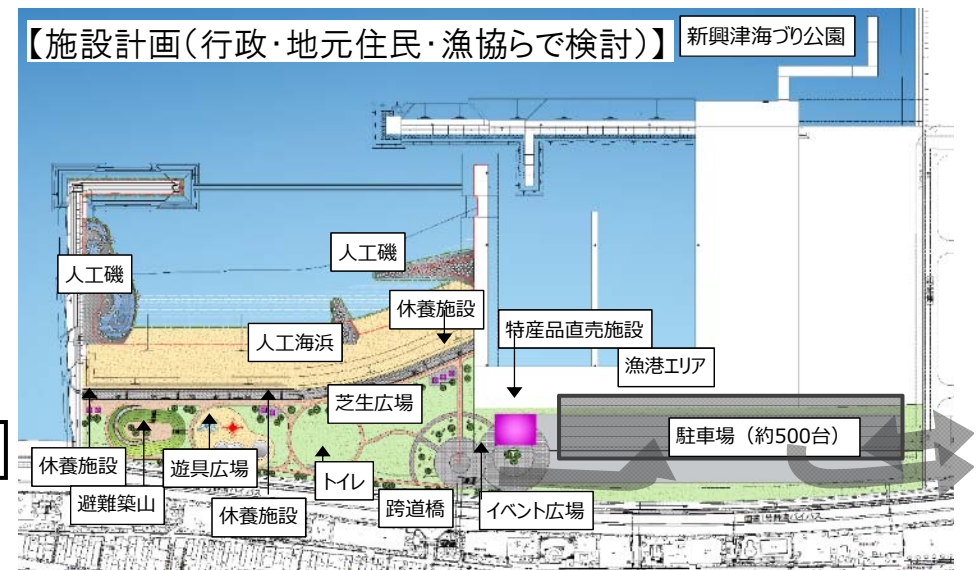 【施設計画（行政・地元住民・漁協らで検討）】
新興津海づり公園
人工磯
人工磯
休養施設
人工海浜
特産品直売施設
漁港エリア
芝生広場
駐車場（約500台）
休養施設
遊具広場
トイレ
避難築山
休養施設
跨道橋
イベント広場